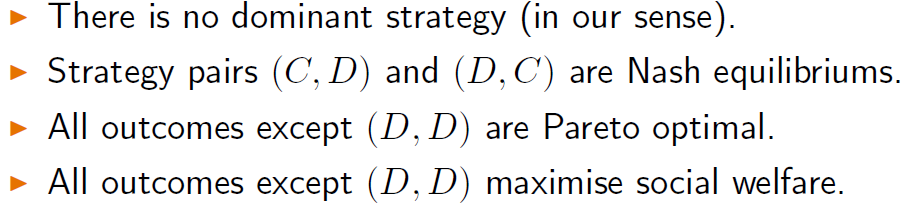 ▶ There is no dominant strategy (in our sense).
▶ Strategy pairs (C, D) and (D, C) are Nash equilibriums.
▶ All outcomes except (D, D) are Pareto optimal.
▶ All outcomes except (D, D) maximise social welfare.